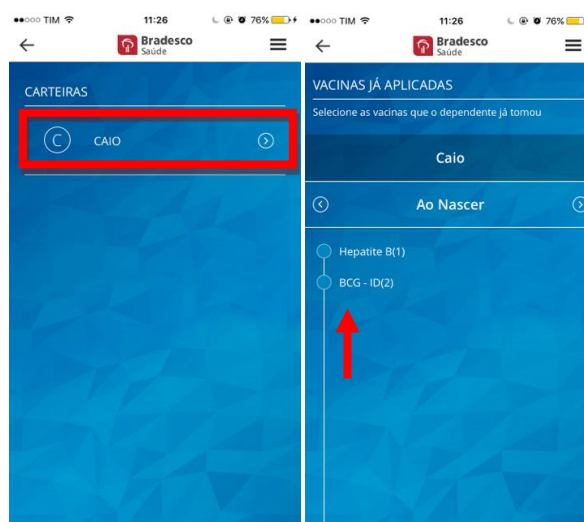 TIM 11:26 76%
Bradesco
Saúde
CARTEIRAS
C CAIO
TIM 11:26 76%
Bradesco
Saúde
VACINAS JÁ APLICADAS
Selecione as vacinas que o dependente já tomou
Caio
Ao Nascer
Hepatite B(1)
BCG - ID(2)